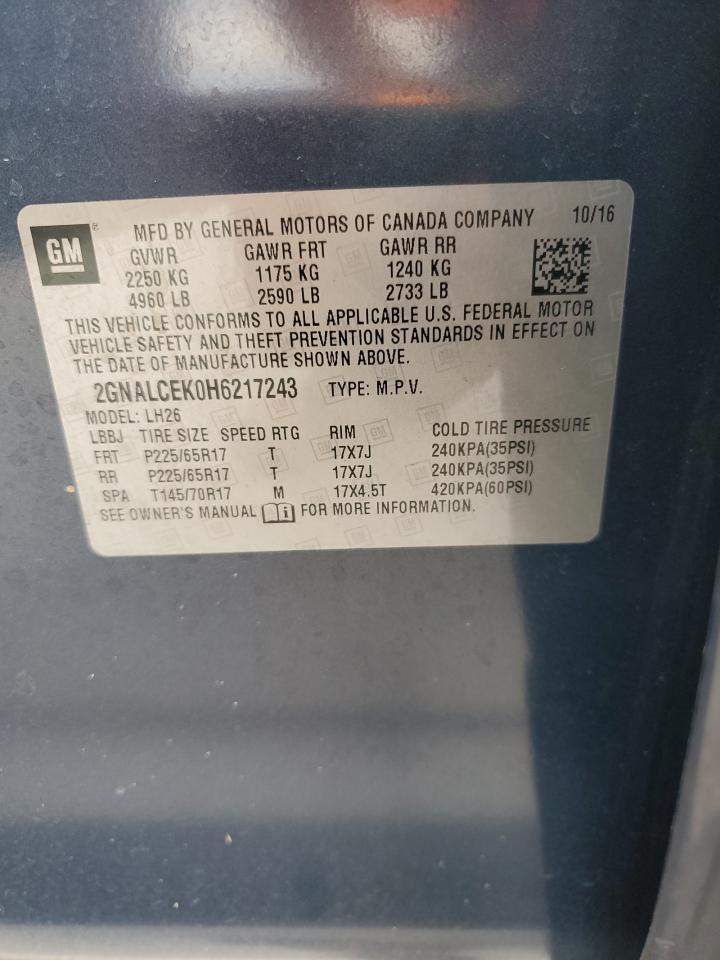 GM ® MFD BY GENERAL MOTORS OF CANADA COMPANY 10/16
GVWR GAWR FRT GAWR RR
2250 KG 1175 KG 1240 KG
4960 LB 2590 LB 2733 LB
THIS VEHICLE CONFORMS TO ALL APPLICABLE U.S. FEDERAL MOTOR
VEHICLE SAFETY AND THEFT PREVENTION STANDARDS IN EFFECT ON
THE DATE OF MANUFACTURE SHOWN ABOVE.
2GNALCEK0H6217243 TYPE: M.P.V.
MODEL: LH26
LBBJ TIRE SIZE SPEED RTG RIM COLD TIRE PRESSURE
FRT P225/65R17 T 17X7J 240KPA(35PSI)
RR P225/65R17 T 17X7J 240KPA(35PSI)
SPA T145/70R17 M 17X4.5T 420KPA(60PSI)
SEE OWNER'S MANUAL i FOR MORE INFORMATION.